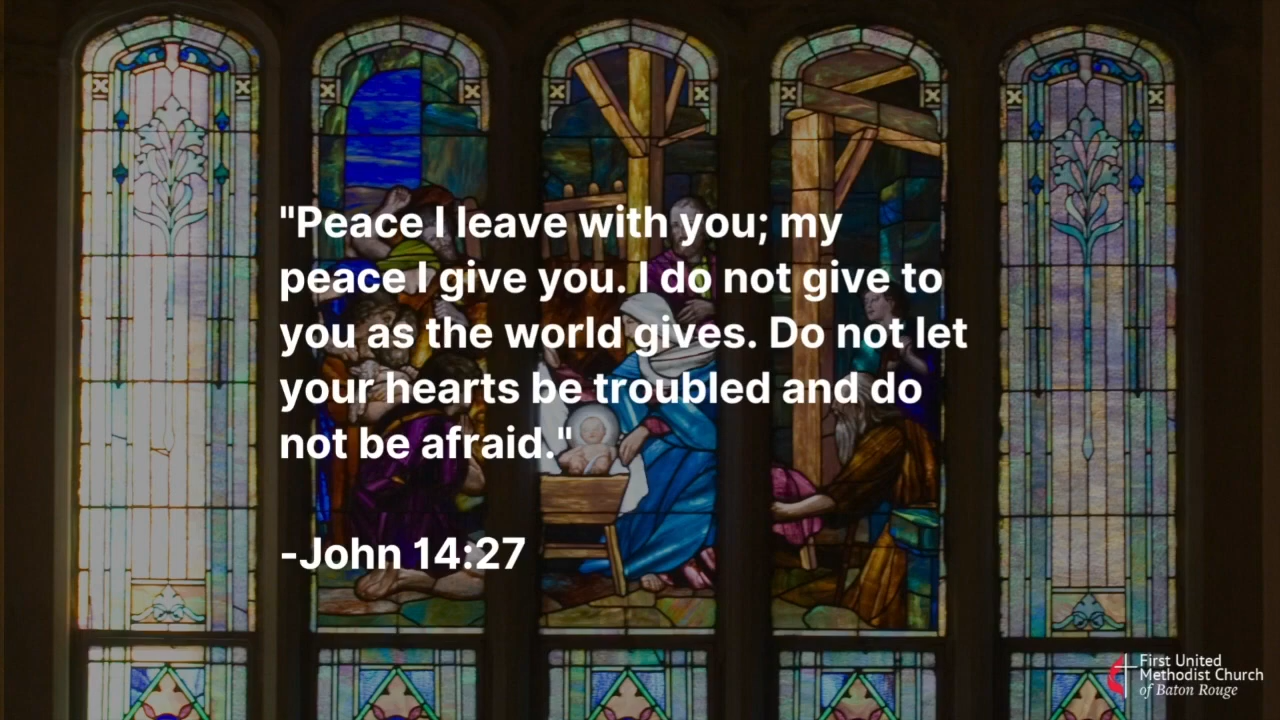 "Peace I leave with you; my
peace I give you. I do not give to
you as the world gives. Do not let
your hearts be troubled and do
not be afraid."
-John 14:27
First United
Methodist Church
of Baton Rouge